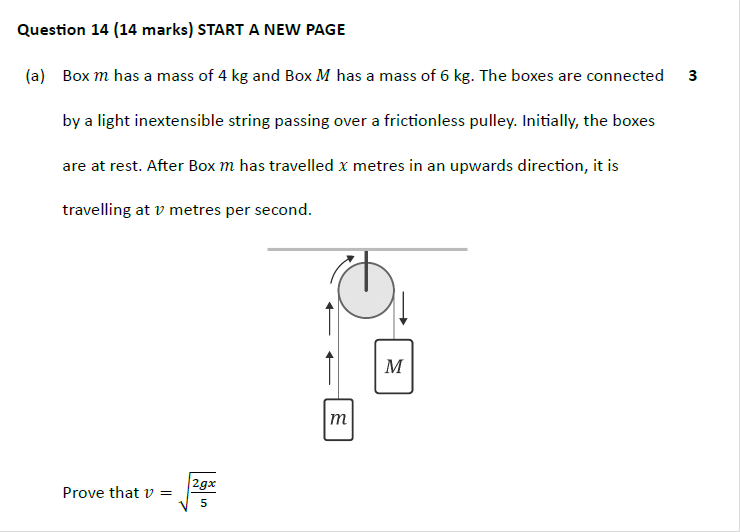 Question 14 (14 marks) START A NEW PAGE
(a) Box m has a mass of 4 kg and Box M has a mass of 6 kg. The boxes are connected 3
by a light inextensible string passing over a frictionless pulley. Initially, the boxes
are at rest. After Box m has travelled x metres in an upwards direction, it is
travelling at v metres per second.
M
m
Prove that v = √(2gx/5)